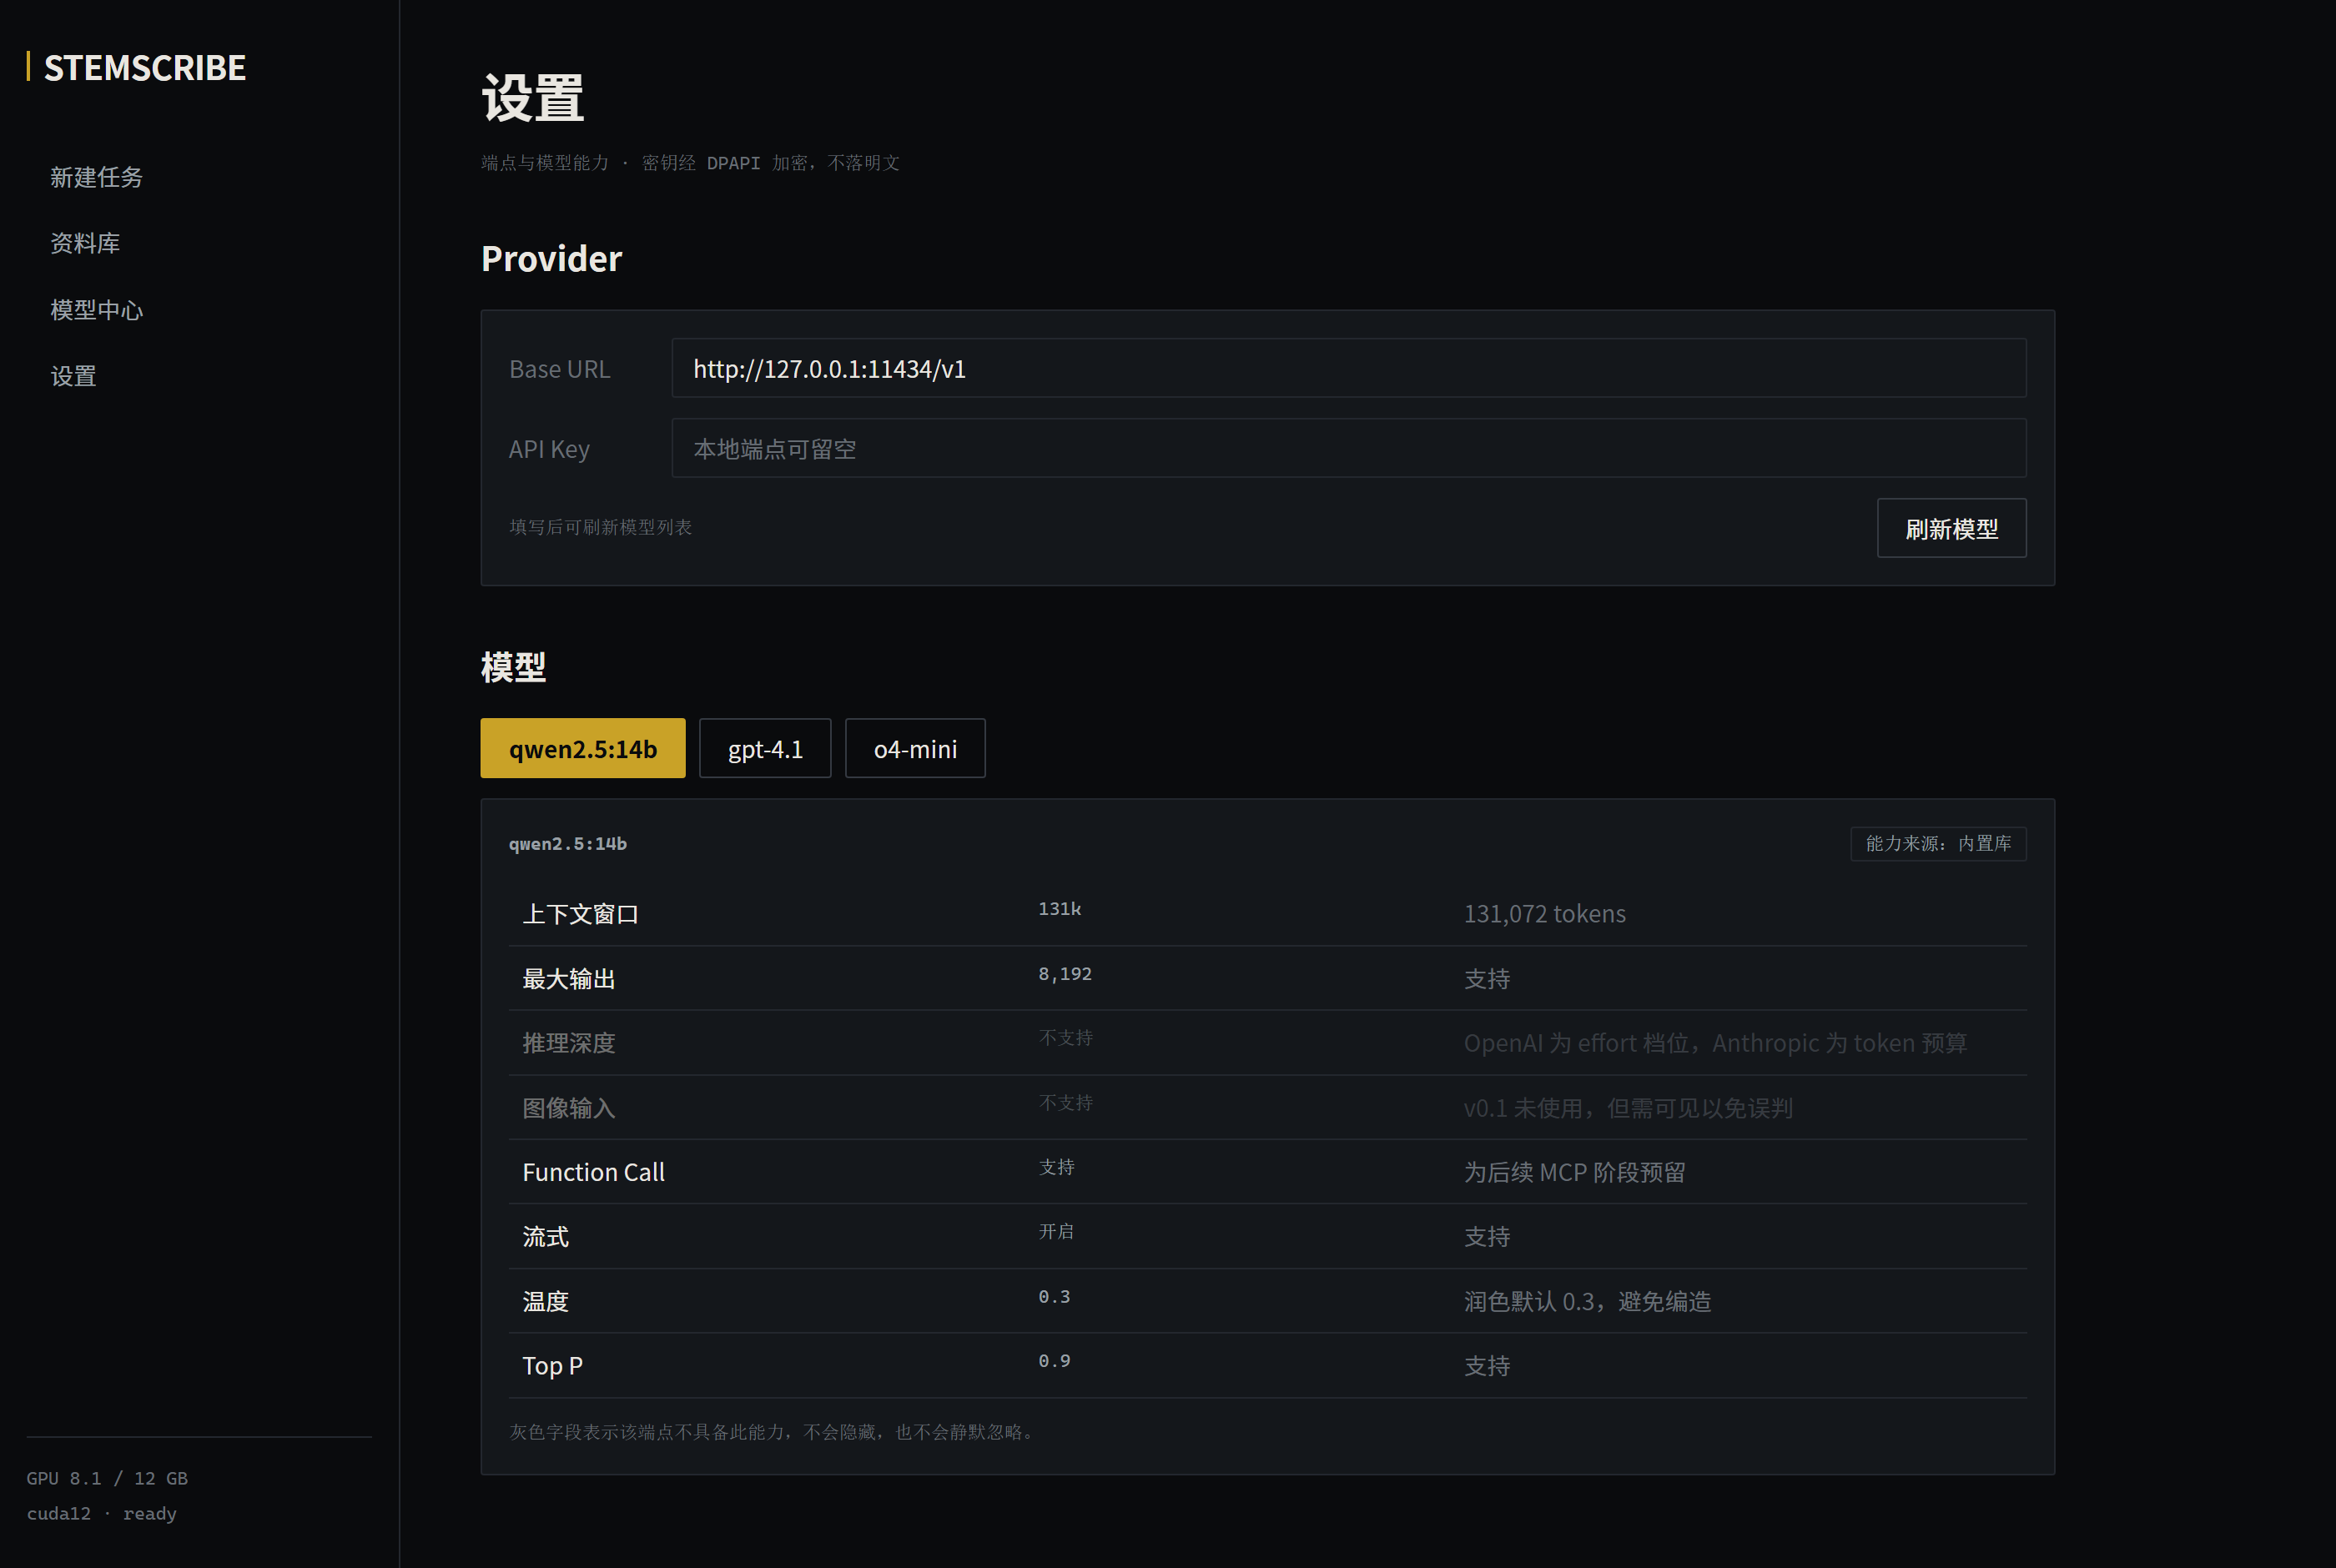 STEMSCRIBE
新建任务
资料库
模型中心
设置
GPU 8.1 / 12 GB
cuda12 · ready
设置
端点与模型能力 · 密钥经 DPAPI 加密，不落明文
Provider
Base URL http://127.0.0.1:11434/v1
API Key 本地端点可留空
填写后可刷新模型列表 刷新模型
模型
qwen2.5:14b gpt-4.1 o4-mini
qwen2.5:14b 能力来源：内置库
上下文窗口 131k 131,072 tokens
最大输出 8,192 支持
推理深度 不支持 OpenAI 为 effort 档位，Anthropic 为 token 预算
图像输入 不支持 v0.1 未使用，但需可见以免误判
Function Call 支持 为后续 MCP 阶段预留
流式 开启 支持
温度 0.3 润色默认 0.3，避免编造
Top P 0.9 支持
灰色字段表示该端点不具备此能力，不会隐藏，也不会静默忽略。